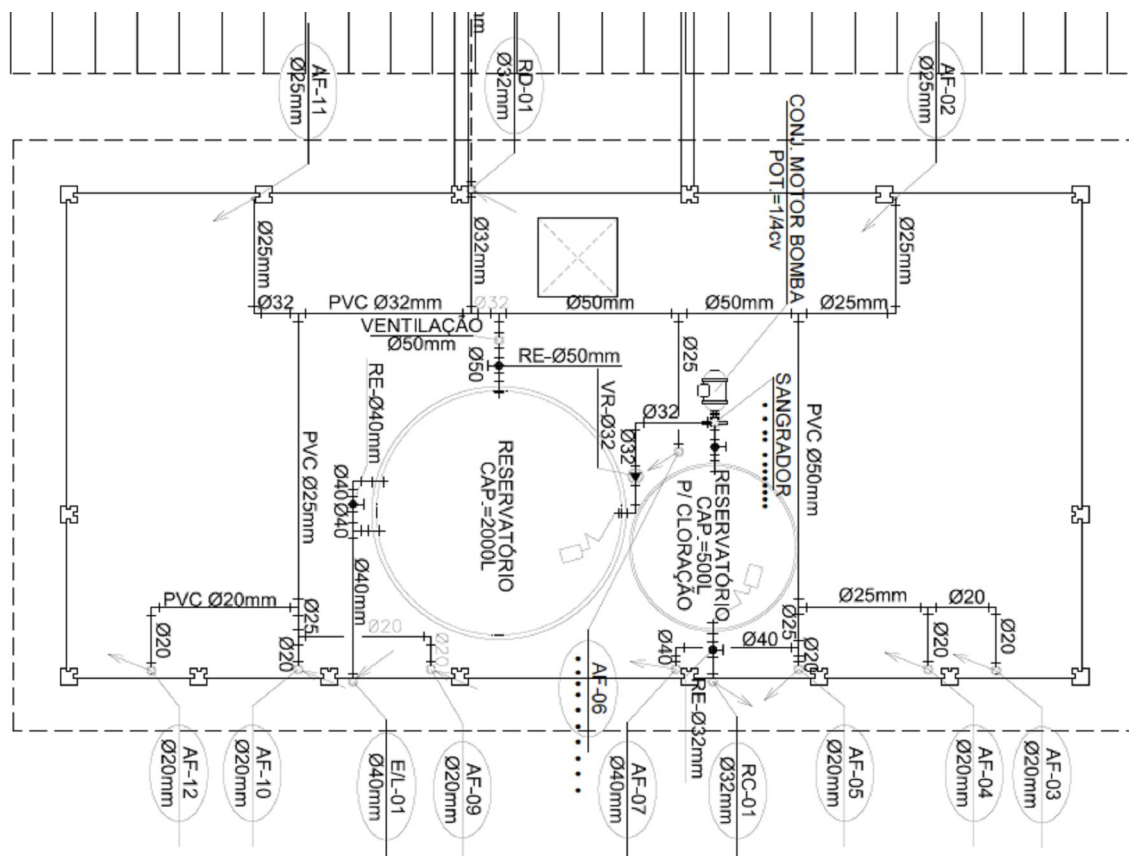 mm
AF-11
Ø25mm
RD-01
Ø32mm
AF-02
Ø25mm
CONJ. MOTOR BOMBA
POT.=1/4cv
Ø25mm
Ø32mm
Ø25mm
Ø32
PVC Ø32mm
Ø32
Ø50mm
Ø50mm
Ø25mm
VENTILAÇÃO
Ø50mm
Ø50
RE-Ø50mm
Ø25
RE-Ø40mm
VR-Ø32
Ø32
Ø32
SANGRADOR
PVC Ø25mm
PVC Ø50mm
Ø40
Ø40
RESERVATÓRIO
CAP.=2000L
RESERVATÓRIO
CAP.=500L
P/ CLORAÇÃO
Ø40mm
PVC Ø20mm
Ø25
Ø20
Ø20
Ø20
Ø20
Ø40
Ø40
Ø25
Ø20
Ø25mm
Ø20
Ø20
Ø20
RE-Ø32mm
AF-12
Ø20mm
AF-10
Ø20mm
E/L-01
Ø40mm
AF-09
Ø20mm
AF-06
AF-07
Ø40mm
RC-01
Ø32mm
AF-05
Ø20mm
AF-04
Ø20mm
AF-03
Ø20mm